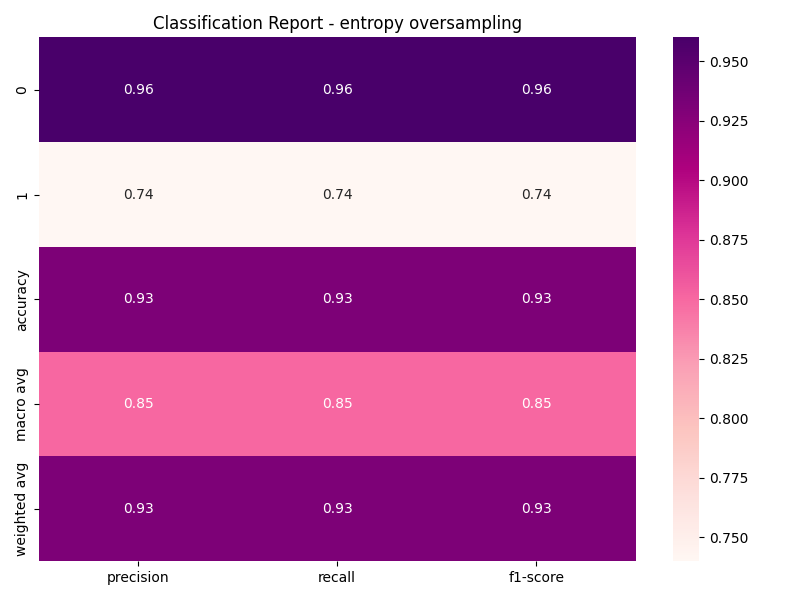 Classification Report - entropy oversampling
0 0.96 0.96 0.96
1 0.74 0.74 0.74
accuracy 0.93 0.93 0.93
macro avg 0.85 0.85 0.85
weighted avg 0.93 0.93 0.93
precision recall f1-score
0.950
0.925
0.900
0.875
0.850
0.825
0.800
0.775
0.750